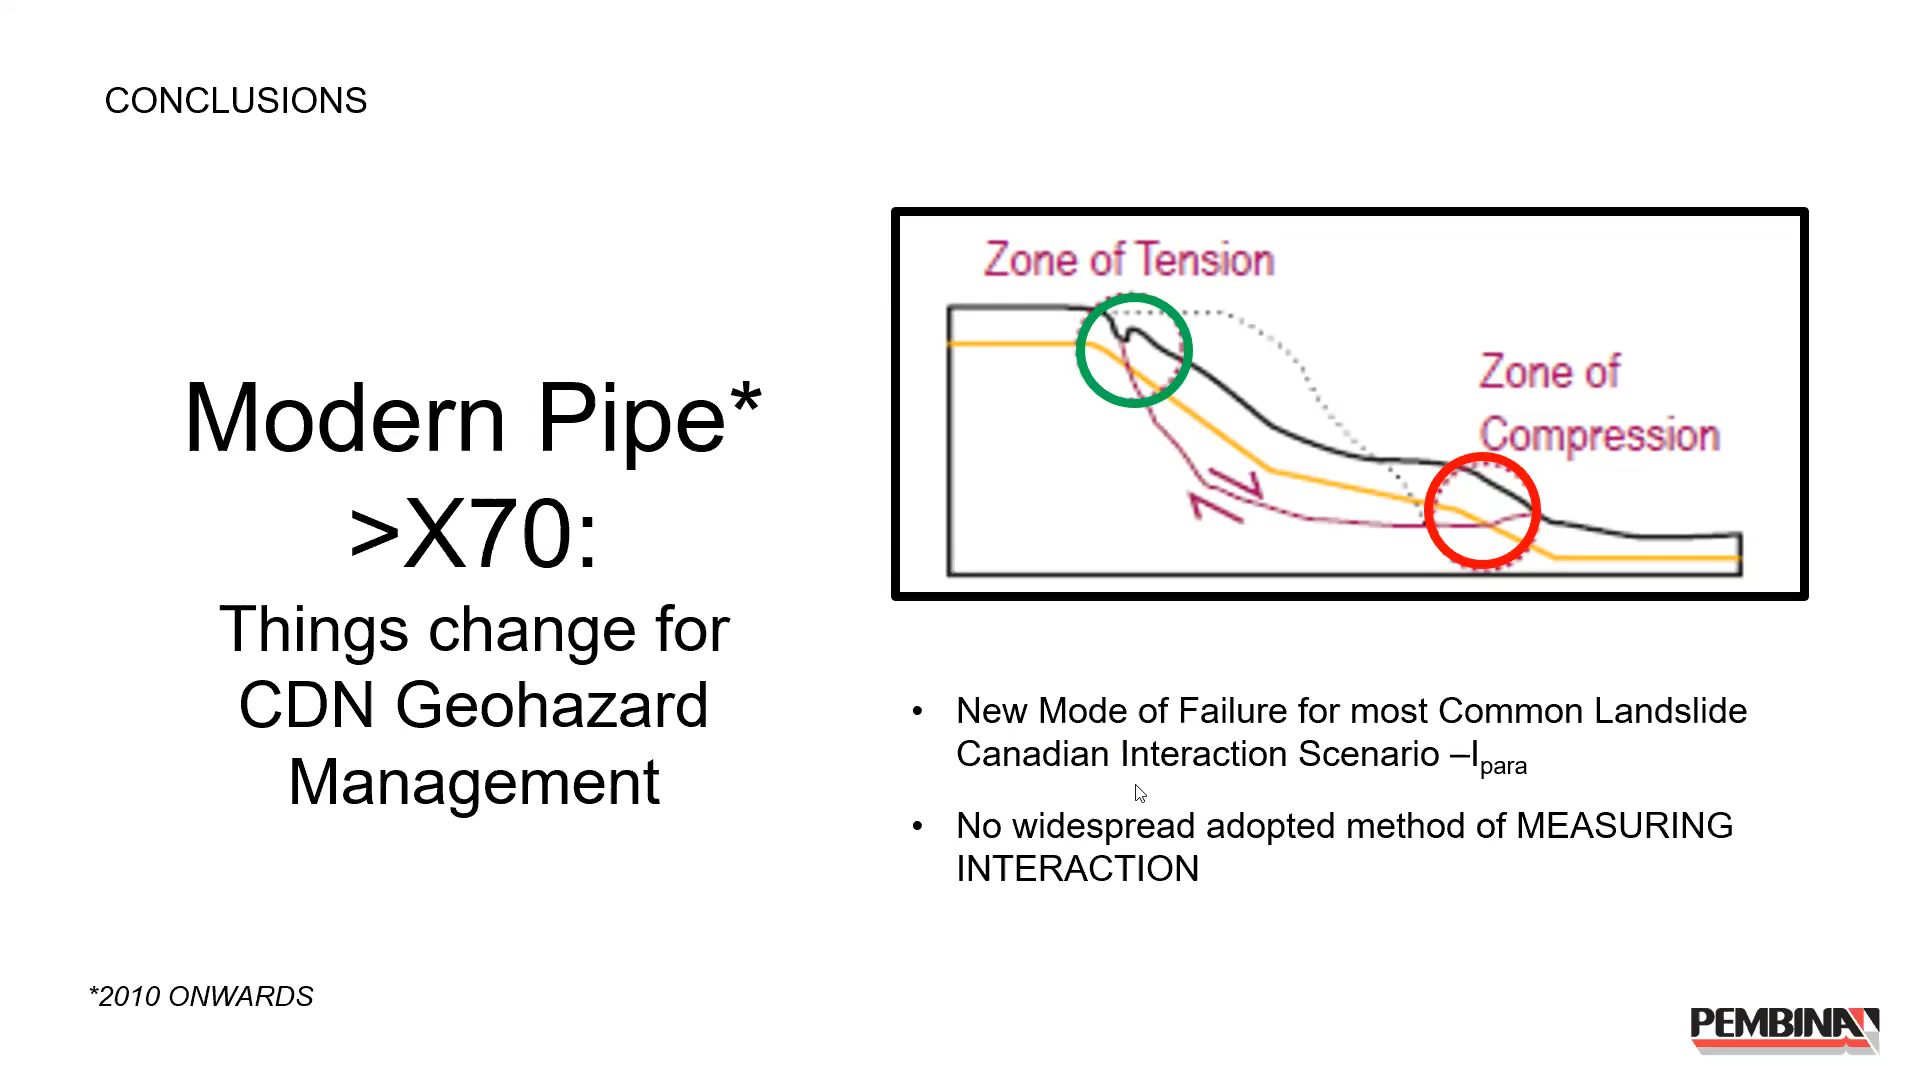 CONCLUSIONS
Modern Pipe*
>X70:
Things change for
CDN Geohazard
Management
*2010 ONWARDS
Zone of Tension
Zone of
Compression
• New Mode of Failure for most Common Landslide
Canadian Interaction Scenario –Ipara
• No widespread adopted method of MEASURING
INTERACTION
PEMBINA